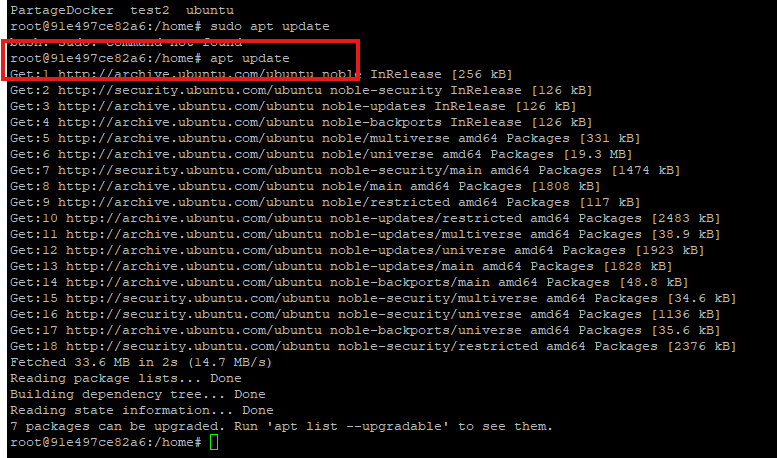 PartageDocker  test2  ubuntu
root@91e497ce82a6:/home# sudo apt update
bash: sudo: command not found
root@91e497ce82a6:/home# apt update
Get:1 http://archive.ubuntu.com/ubuntu noble InRelease [256 kB]
Get:2 http://security.ubuntu.com/ubuntu noble-security InRelease [126 kB]
Get:3 http://archive.ubuntu.com/ubuntu noble-updates InRelease [126 kB]
Get:4 http://archive.ubuntu.com/ubuntu noble-backports InRelease [126 kB]
Get:5 http://archive.ubuntu.com/ubuntu noble/multiverse amd64 Packages [331 kB]
Get:6 http://archive.ubuntu.com/ubuntu noble/universe amd64 Packages [19.3 MB]
Get:7 http://security.ubuntu.com/ubuntu noble-security/main amd64 Packages [1474 kB]
Get:8 http://archive.ubuntu.com/ubuntu noble/main amd64 Packages [1808 kB]
Get:9 http://archive.ubuntu.com/ubuntu noble/restricted amd64 Packages [117 kB]
Get:10 http://archive.ubuntu.com/ubuntu noble-updates/restricted amd64 Packages [2483 kB]
Get:11 http://archive.ubuntu.com/ubuntu noble-updates/multiverse amd64 Packages [38.9 kB]
Get:12 http://archive.ubuntu.com/ubuntu noble-updates/universe amd64 Packages [1923 kB]
Get:13 http://archive.ubuntu.com/ubuntu noble-updates/main amd64 Packages [1828 kB]
Get:14 http://archive.ubuntu.com/ubuntu noble-backports/main amd64 Packages [48.8 kB]
Get:15 http://security.ubuntu.com/ubuntu noble-security/multiverse amd64 Packages [34.6 kB]
Get:16 http://security.ubuntu.com/ubuntu noble-security/universe amd64 Packages [1136 kB]
Get:17 http://archive.ubuntu.com/ubuntu noble-backports/universe amd64 Packages [35.6 kB]
Get:18 http://security.ubuntu.com/ubuntu noble-security/restricted amd64 Packages [2376 kB]
Fetched 33.6 MB in 2s (14.7 MB/s)
Reading package lists... Done
Building dependency tree... Done
Reading state information... Done
7 packages can be upgraded. Run 'apt list --upgradable' to see them.
root@91e497ce82a6:/home#